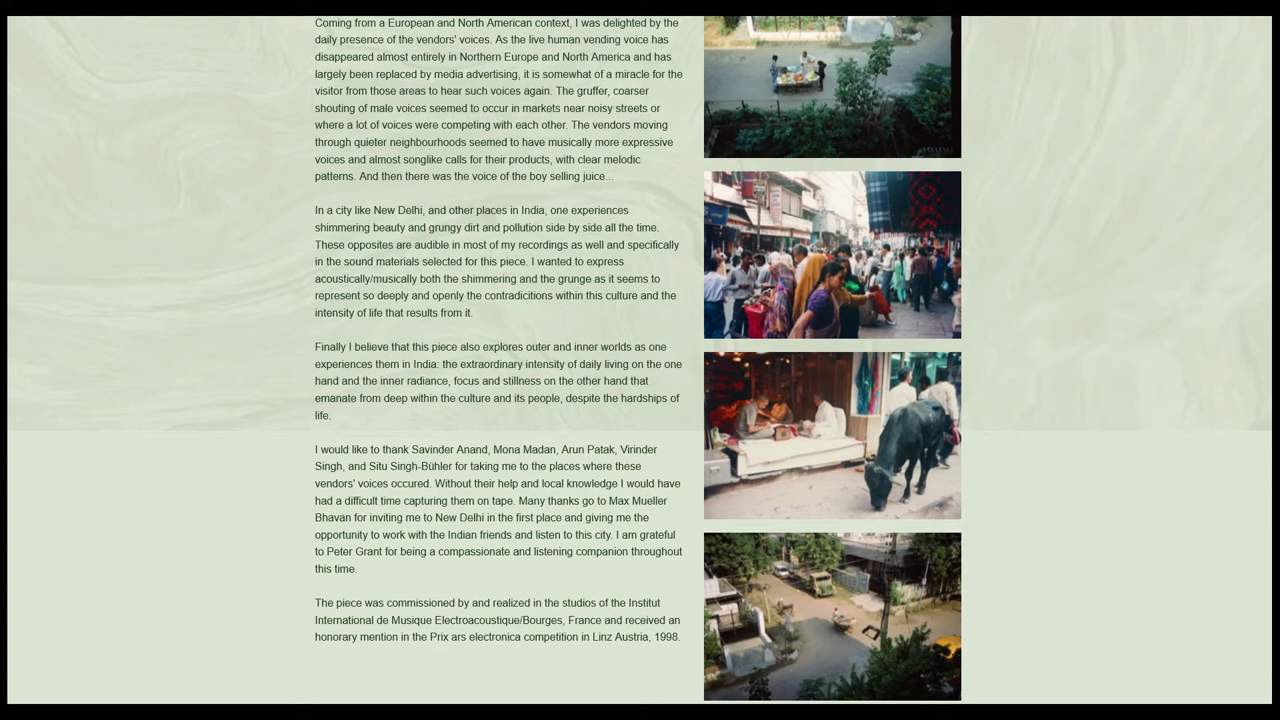 Coming from a European and North American context, I was delighted by the
daily presence of the vendors' voices. As the live human vending voice has
disappeared almost entirely in Northern Europe and North America and has
largely been replaced by media advertising, it is somewhat of a miracle for the
visitor from those areas to hear such voices again. The gruffer, coarser
shouting of male voices seemed to occur in markets near noisy streets or
where a lot of voices were competing with each other. The vendors moving
through quieter neighbourhoods seemed to have musically more expressive
voices and almost songlike calls for their products, with clear melodic
patterns. And then there was the voice of the boy selling juice...
In a city like New Delhi, and other places in India, one experiences
shimmering beauty and grungy dirt and pollution side by side all the time.
These opposites are audible in most of my recordings as well and specifically
in the sound materials selected for this piece. I wanted to express
acoustically/musically both the shimmering and the grunge as it seems to
represent so deeply and openly the contradicitions within this culture and the
intensity of life that results from it.
Finally I believe that this piece also explores outer and inner worlds as one
experiences them in India: the extraordinary intensity of daily living on the one
hand and the inner radiance, focus and stillness on the other hand that
emanate from deep within the culture and its people, despite the hardships of
life.
I would like to thank Savinder Anand, Mona Madan, Arun Patak, Virinder
Singh, and Situ Singh-Bühler for taking me to the places where these
vendors' voices occured. Without their help and local knowledge I would have
had a difficult time capturing them on tape. Many thanks go to Max Mueller
Bhavan for inviting me to New Delhi in the first place and giving me the
opportunity to work with the Indian friends and listen to this city. I am grateful
to Peter Grant for being a compassionate and listening companion throughout
this time.
The piece was commissioned by and realized in the studios of the Institut
International de Musique Electroacoustique/Bourges, France and received an
honorary mention in the Prix ars electronica competition in Linz Austria, 1998.